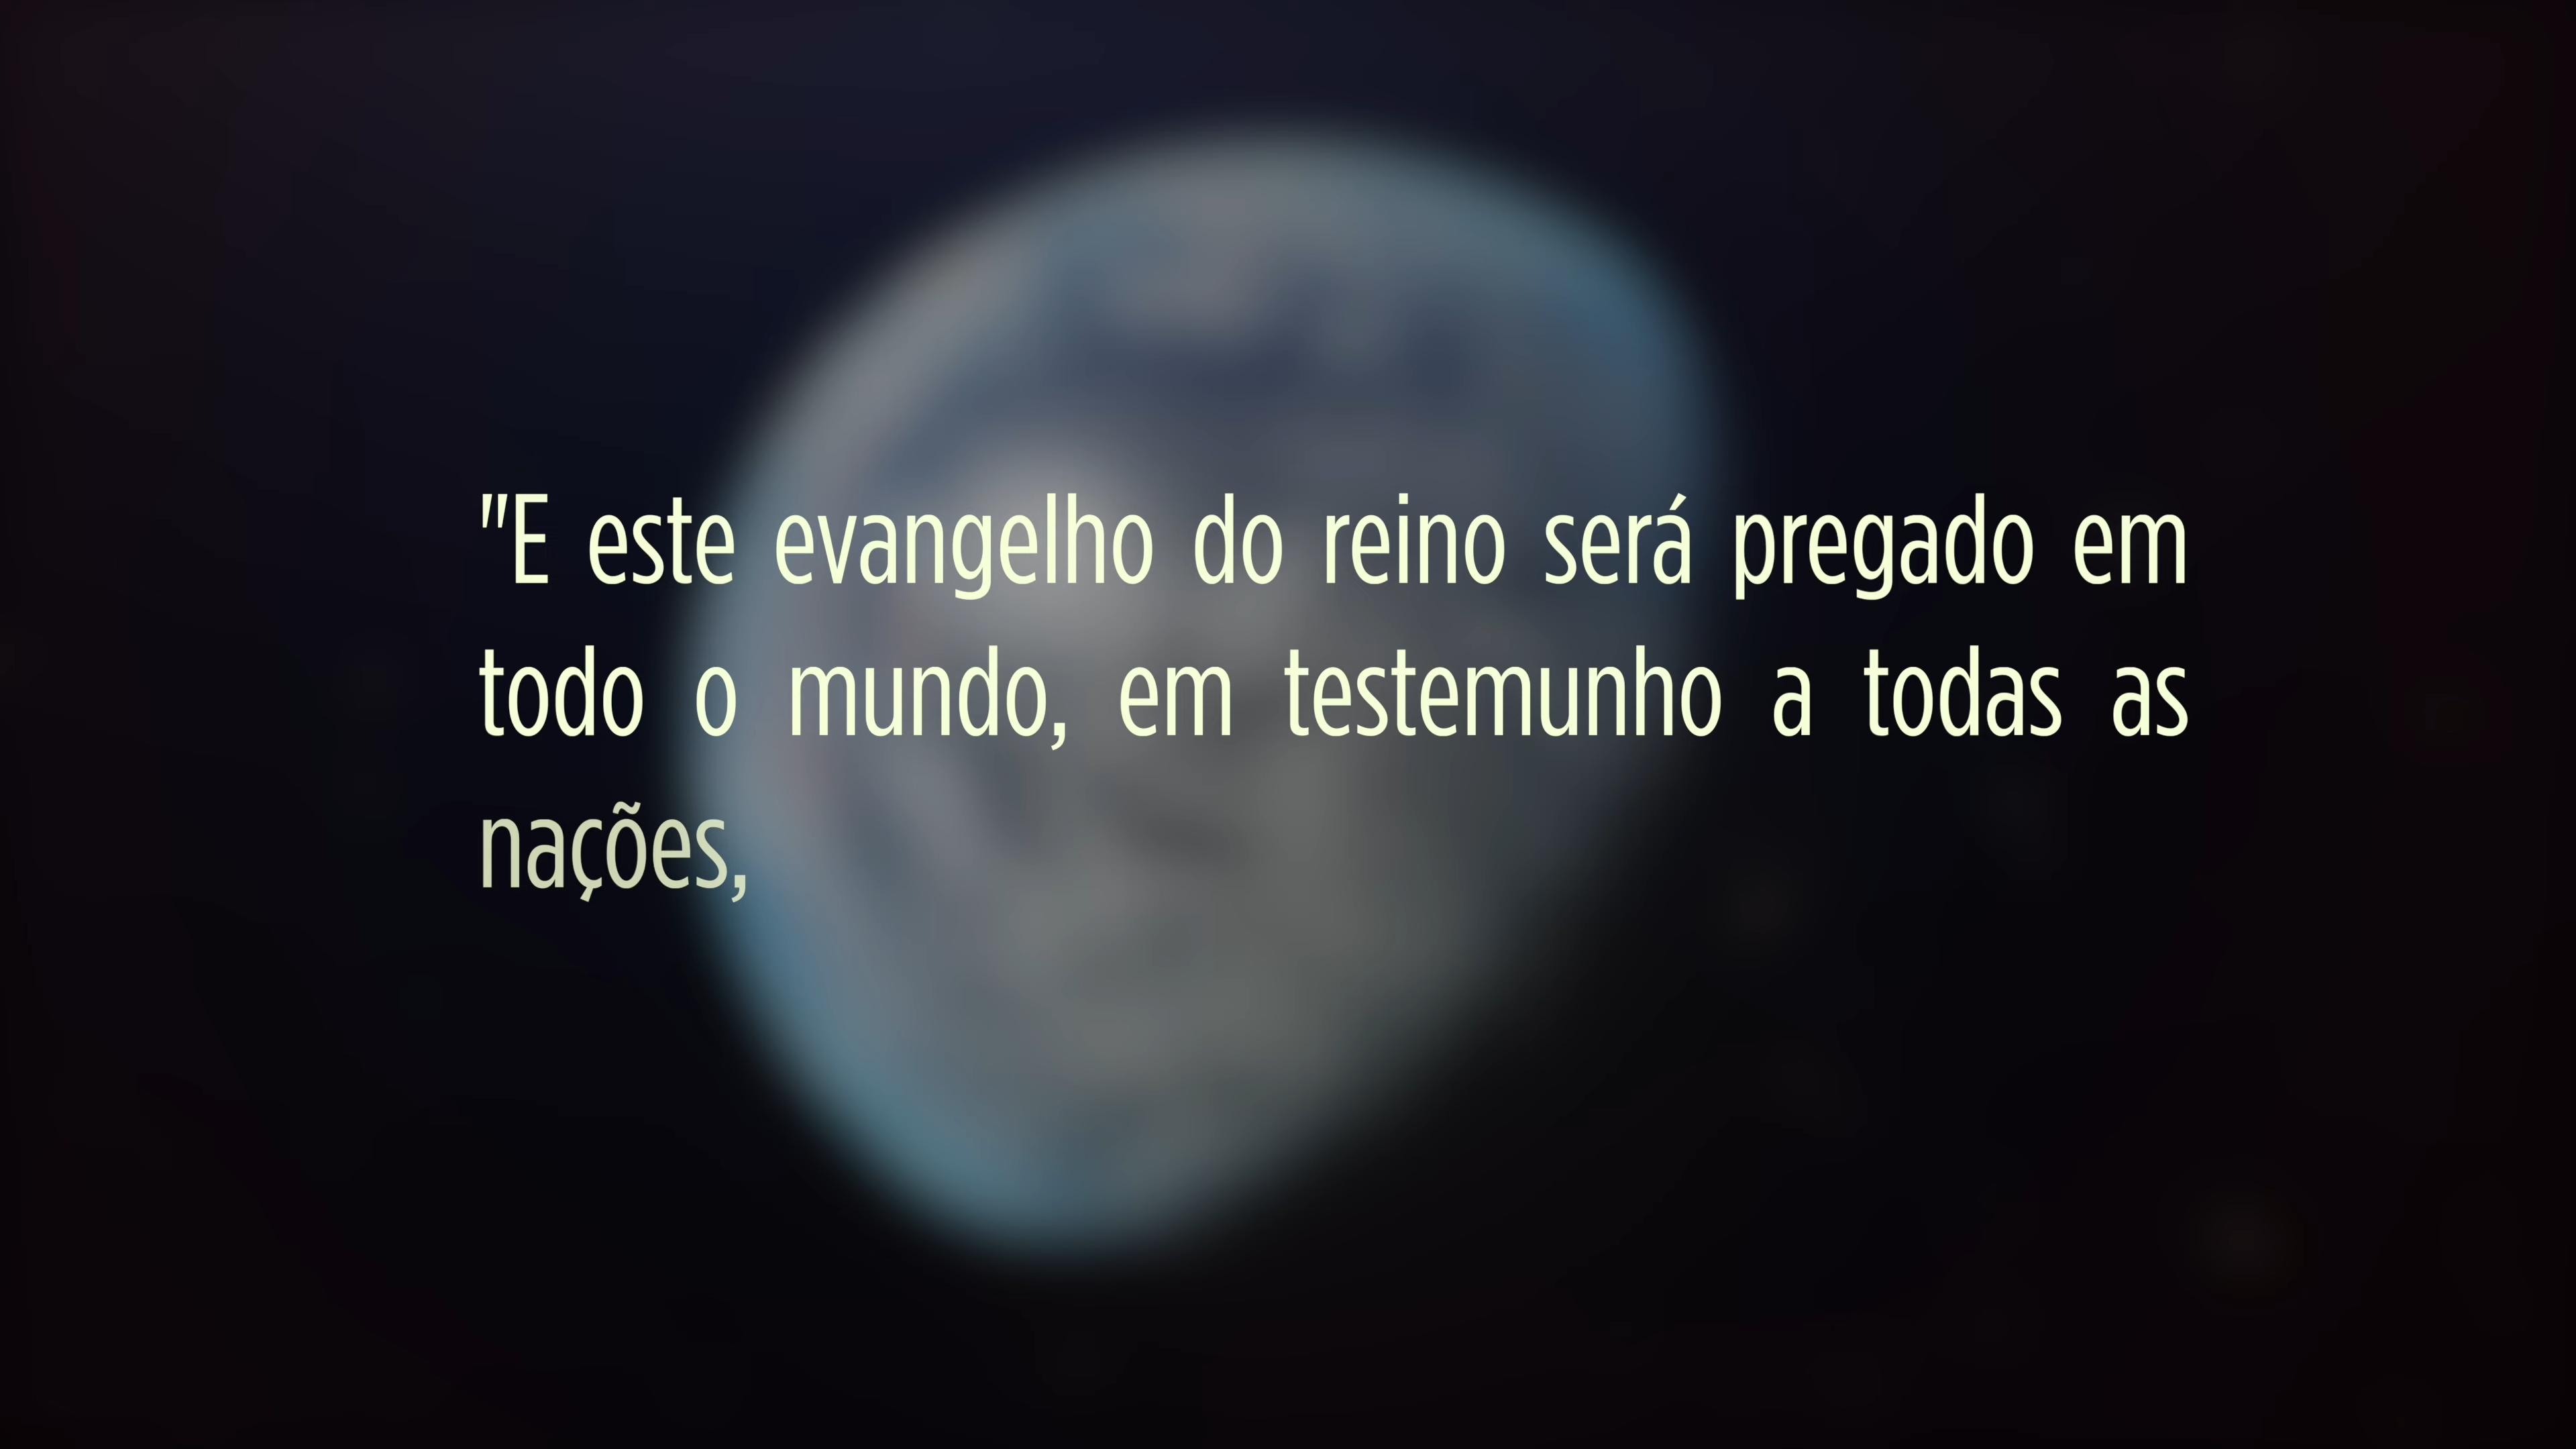 "E este evangelho do reino será pregado em
todo o mundo, em testemunho a todas as
nações,